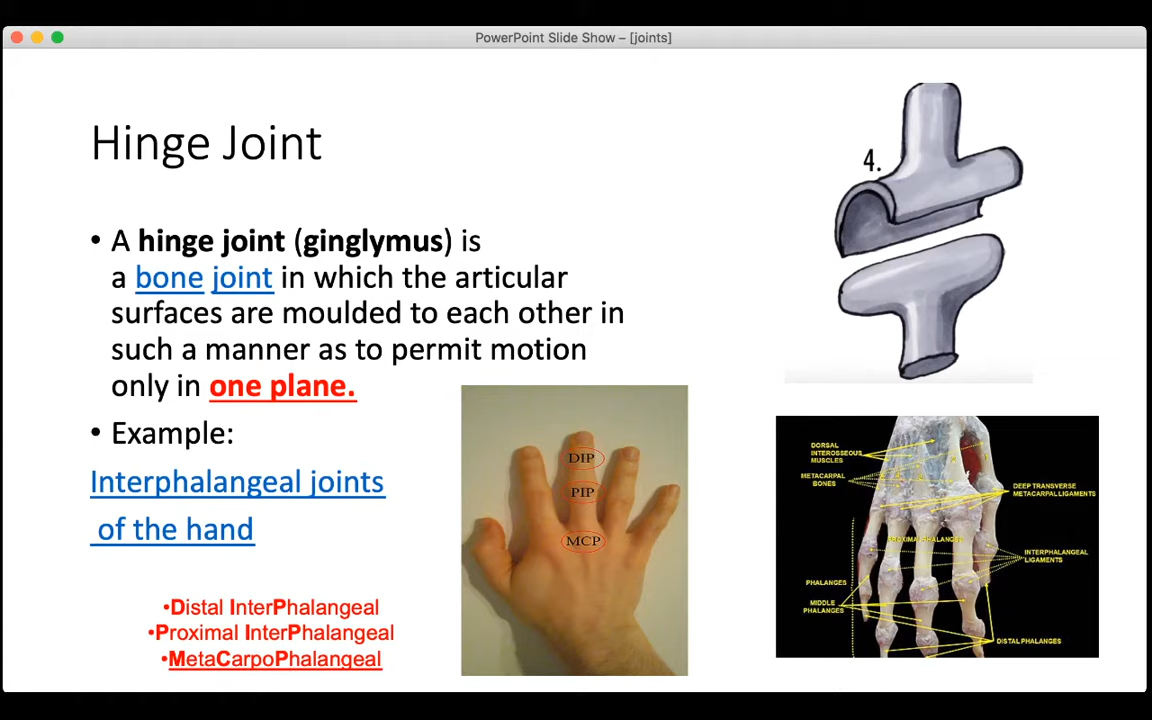 PowerPoint Slide Show – [joints]
Hinge Joint
• A hinge joint (ginglymus) is
a bone joint in which the articular
surfaces are moulded to each other in
such a manner as to permit motion
only in one plane.
• Example:
Interphalangeal joints
of the hand
•Distal InterPhalangeal
•Proximal InterPhalangeal
•MetaCarpoPhalangeal
DIP
PIP
MCP
4.
DORSAL
INTEROSSEOUS
MUSCLES
METACARPAL
BONES
DEEP TRANSVERSE
METACARPAL LIGAMENTS
PROXIMAL PHALANGES
INTERPHALANGEAL
LIGAMENTS
PHALANGES
MIDDLE
PHALANGES
DISTAL PHALANGES